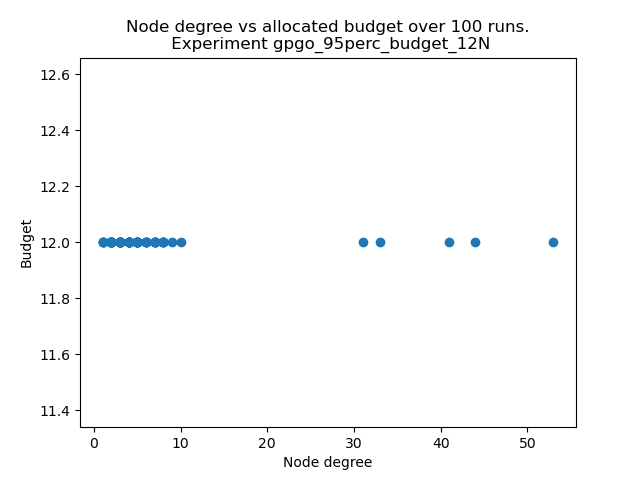 Node degree vs allocated budget over 100 runs.
Experiment gpgo_95perc_budget_12N
12.6
12.4
12.2
12.0
11.8
11.6
11.4
Budget
0 10 20 30 40 50
Node degree